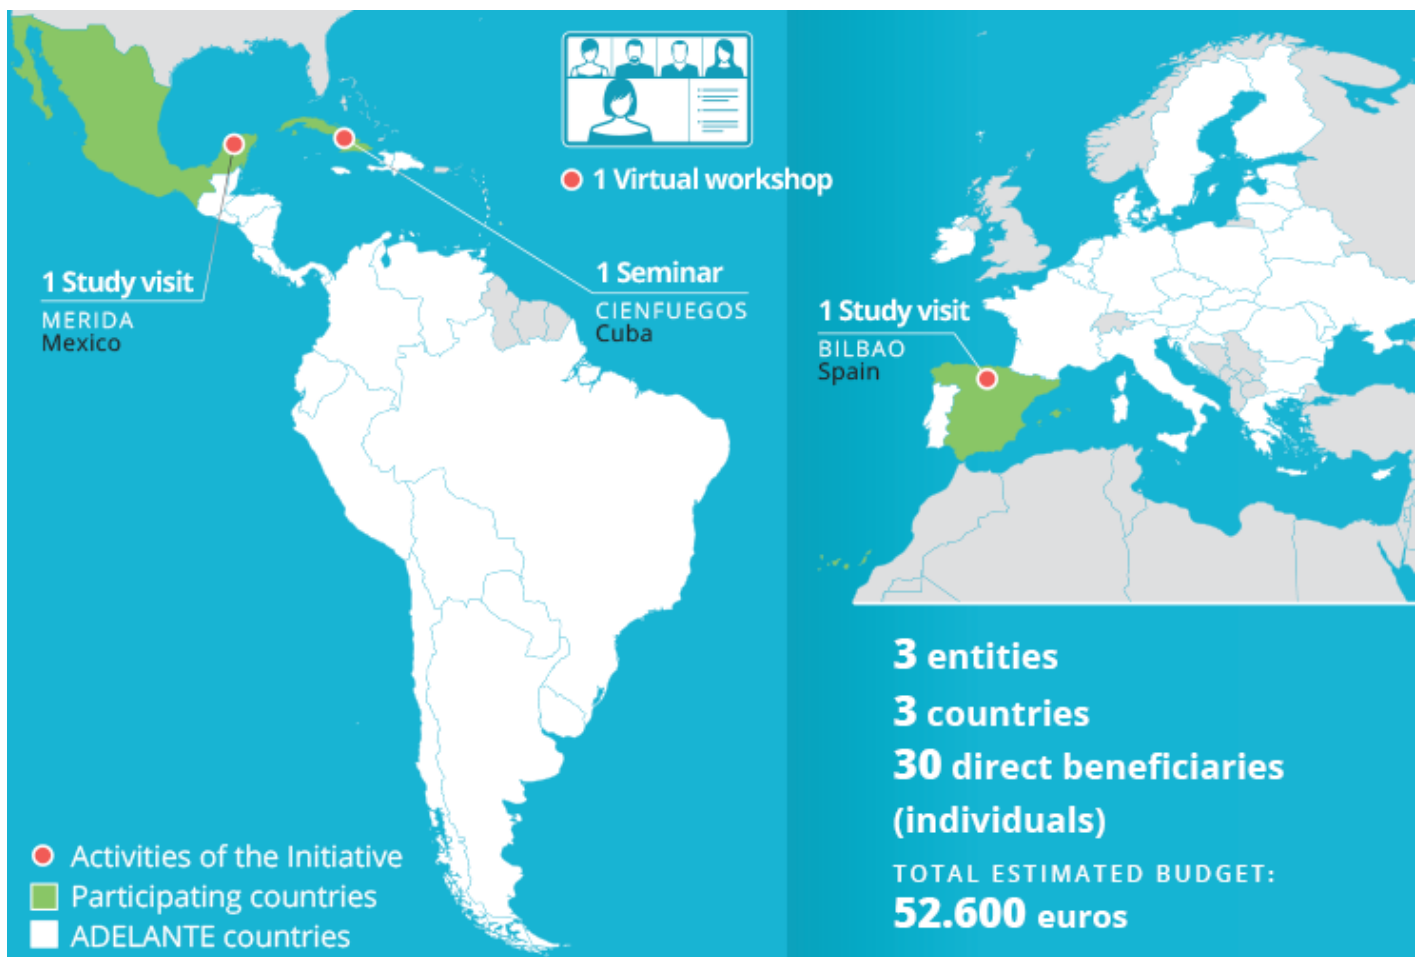 1 Virtual workshop
1 Study visit
MERIDA
Mexico
1 Seminar
CIENFUEGOS
Cuba
1 Study visit
BILBAO
Spain
3 entities
3 countries
30 direct beneficiaries
(individuals)
TOTAL ESTIMATED BUDGET:
52.600 euros
Activities of the Initiative
Participating countries
ADELANTE countries